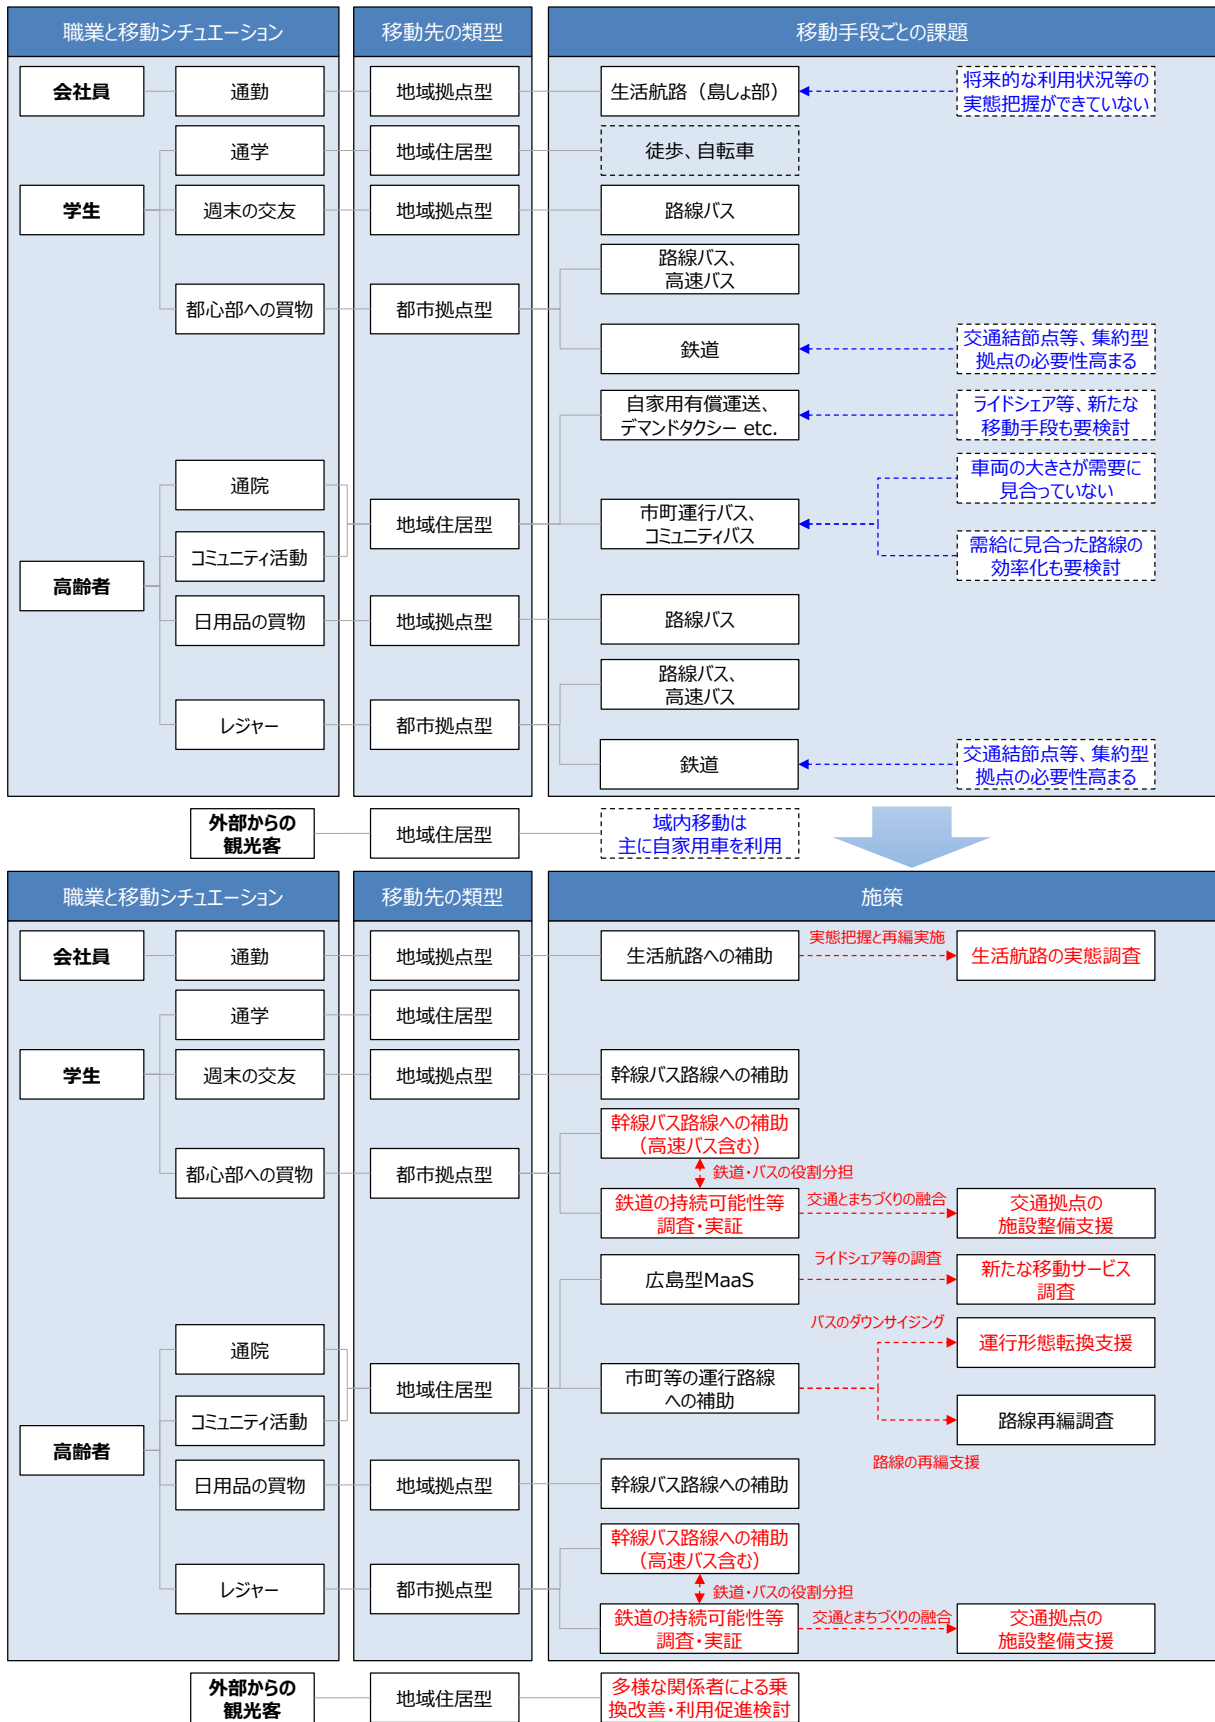 職業と移動シチュエーション
移動先の類型
移動手段ごとの課題
会社員
通勤
地域拠点型
生活航路（島しょ部）
将来的な利用状況等の
実態把握ができていない
通学
地域住居型
徒歩、自転車
学生
週末の交友
地域拠点型
路線バス
路線バス、
高速バス
都心部への買物
都市拠点型
鉄道
交通結節点等、集約型
拠点の必要性高まる
自家用有償運送、
デマンドタクシー etc.
ライドシェア等、新たな
移動手段も要検討
通院
地域住居型
市町運行バス、
コミュニティバス
車両の大きさが需要に
見合っていない
コミュニティ活動
需給に見合った路線の
効率化も要検討
高齢者
日用品の買物
地域拠点型
路線バス
路線バス、
高速バス
レジャー
都市拠点型
鉄道
交通結節点等、集約型
拠点の必要性高まる
外部からの
観光客
地域住居型
域内移動は
主に自家用車を利用
職業と移動シチュエーション
移動先の類型
施策
会社員
通勤
地域拠点型
生活航路への補助
実態把握と再編実施
生活航路の実態調査
通学
地域住居型
学生
週末の交友
地域拠点型
幹線バス路線への補助
幹線バス路線への補助
（高速バス含む）
鉄道・バスの役割分担
都心部への買物
都市拠点型
鉄道の持続可能性等
調査・実証
交通とまちづくりの融合
交通拠点の
施設整備支援
広島型MaaS
ライドシェア等の調査
新たな移動サービス
調査
バスのダウンサイジング
運行形態転換支援
通院
地域住居型
市町等の運行路線
への補助
コミュニティ活動
路線再編調査
路線の再編支援
高齢者
日用品の買物
地域拠点型
幹線バス路線への補助
幹線バス路線への補助
（高速バス含む）
鉄道・バスの役割分担
レジャー
都市拠点型
鉄道の持続可能性等
調査・実証
交通とまちづくりの融合
交通拠点の
施設整備支援
外部からの
観光客
地域住居型
多様な関係者による乗
換改善・利用促進検討